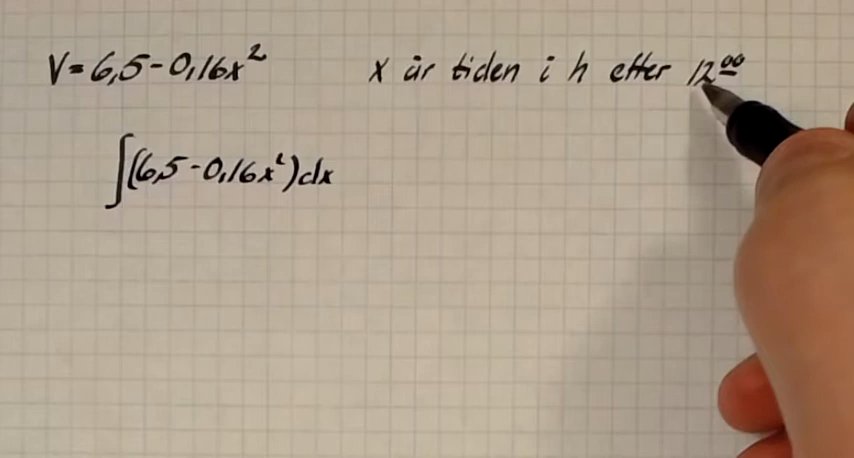 V=6,5-0,16x² x är tiden i h efter 12⁰⁰
∫(6,5-0,16x²)dx